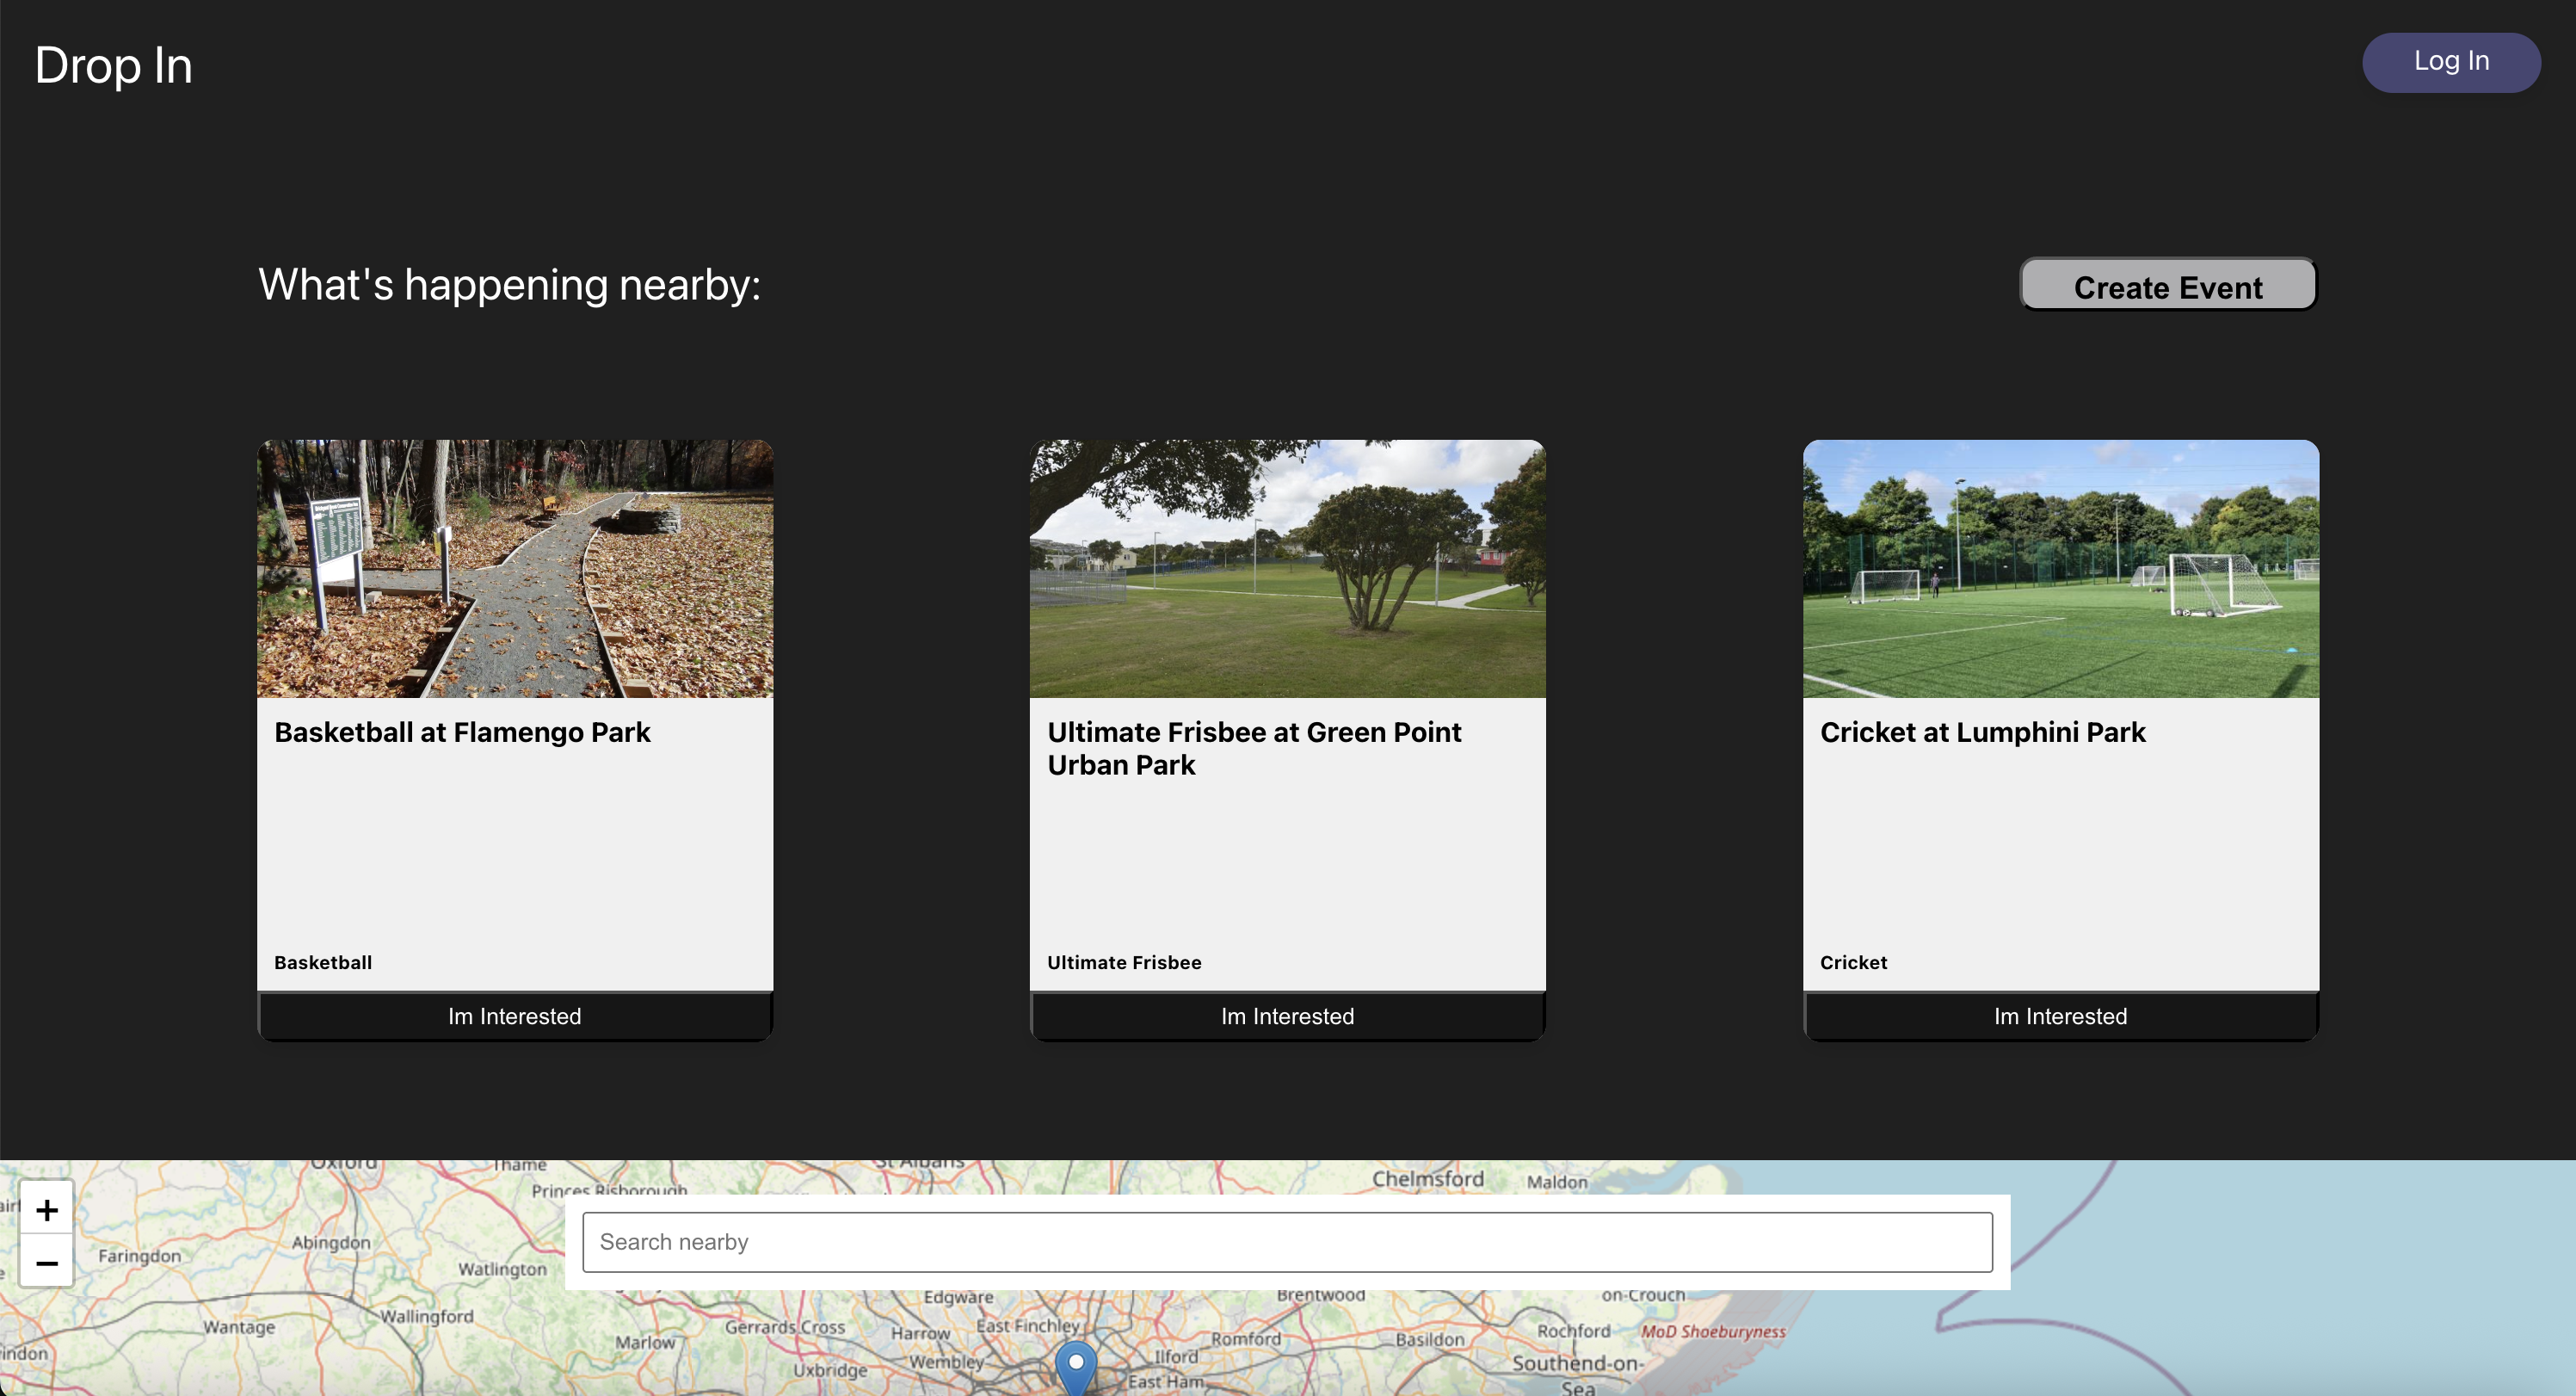 Drop In
Log In
What's happening nearby:
Create Event
Basketball at Flamengo Park
Basketball
Im Interested
Ultimate Frisbee at Green Point
Urban Park
Ultimate Frisbee
Im Interested
Cricket at Lumphini Park
Cricket
Im Interested
Oxford
Thame
St Albans
Princes Risborough
Chelmsford
Maldon
+
−
Search nearby
Faringdon
Abingdon
Watlington
Wallingford
Wantage
Marlow
Gerrards Cross
Uxbridge
Edgware
Harrow
Wembley
East Finchley
Ilford
East Ham
Romford
Brentwood
Basildon
on-Crouch
Rochford
MoD Shoeburyness
Southend-on-
Sea